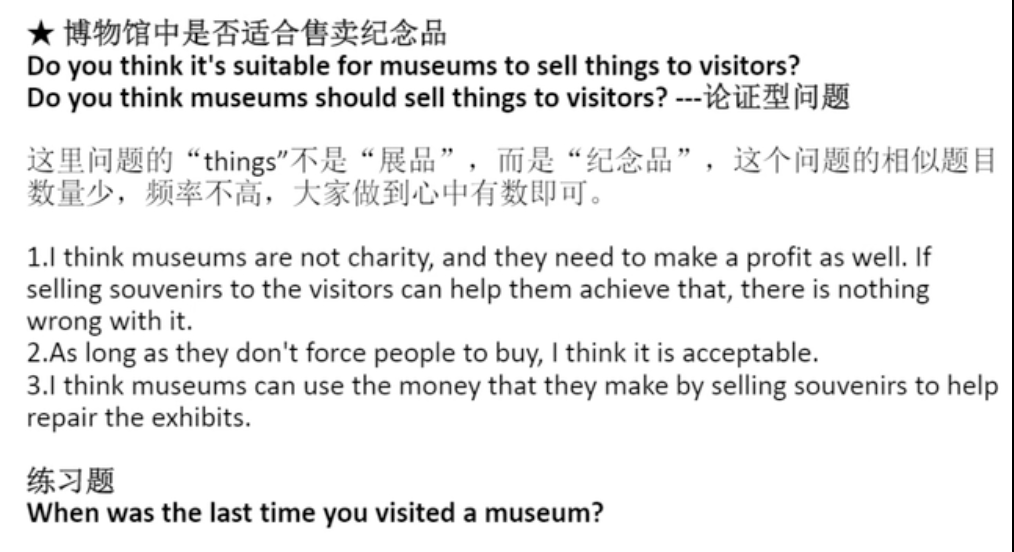 ★ 博物馆中是否适合售卖纪念品
Do you think it's suitable for museums to sell things to visitors?
Do you think museums should sell things to visitors? ---论证型问题
这里问题的“things”不是“展品”，而是“纪念品”，这个问题的相似题目
数量少，频率不高，大家做到心中有数即可。
1.I think museums are not charity, and they need to make a profit as well. If
selling souvenirs to the visitors can help them achieve that, there is nothing
wrong with it.
2.As long as they don't force people to buy, I think it is acceptable.
3.I think museums can use the money that they make by selling souvenirs to help
repair the exhibits.
练习题
When was the last time you visited a museum?